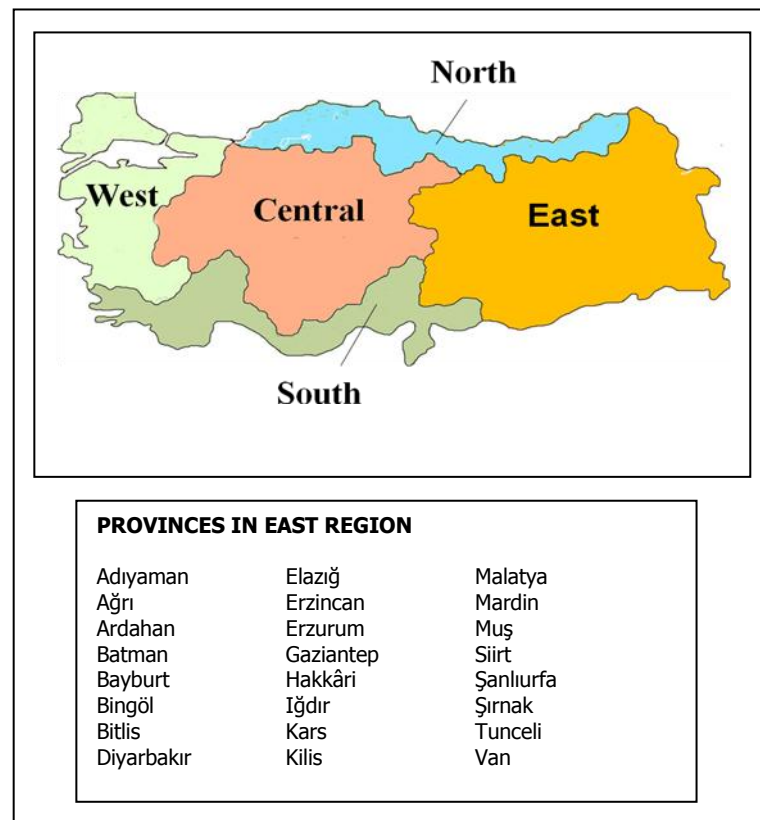 North
West
Central
East
South
PROVINCES IN EAST REGION
Adıyaman
Ağrı
Ardahan
Batman
Bayburt
Bingöl
Bitlis
Diyarbakır
Elazığ
Erzincan
Erzurum
Gaziantep
Hakkâri
Iğdır
Kars
Kilis
Malatya
Mardin
Muş
Siirt
Şanlıurfa
Şırnak
Tunceli
Van